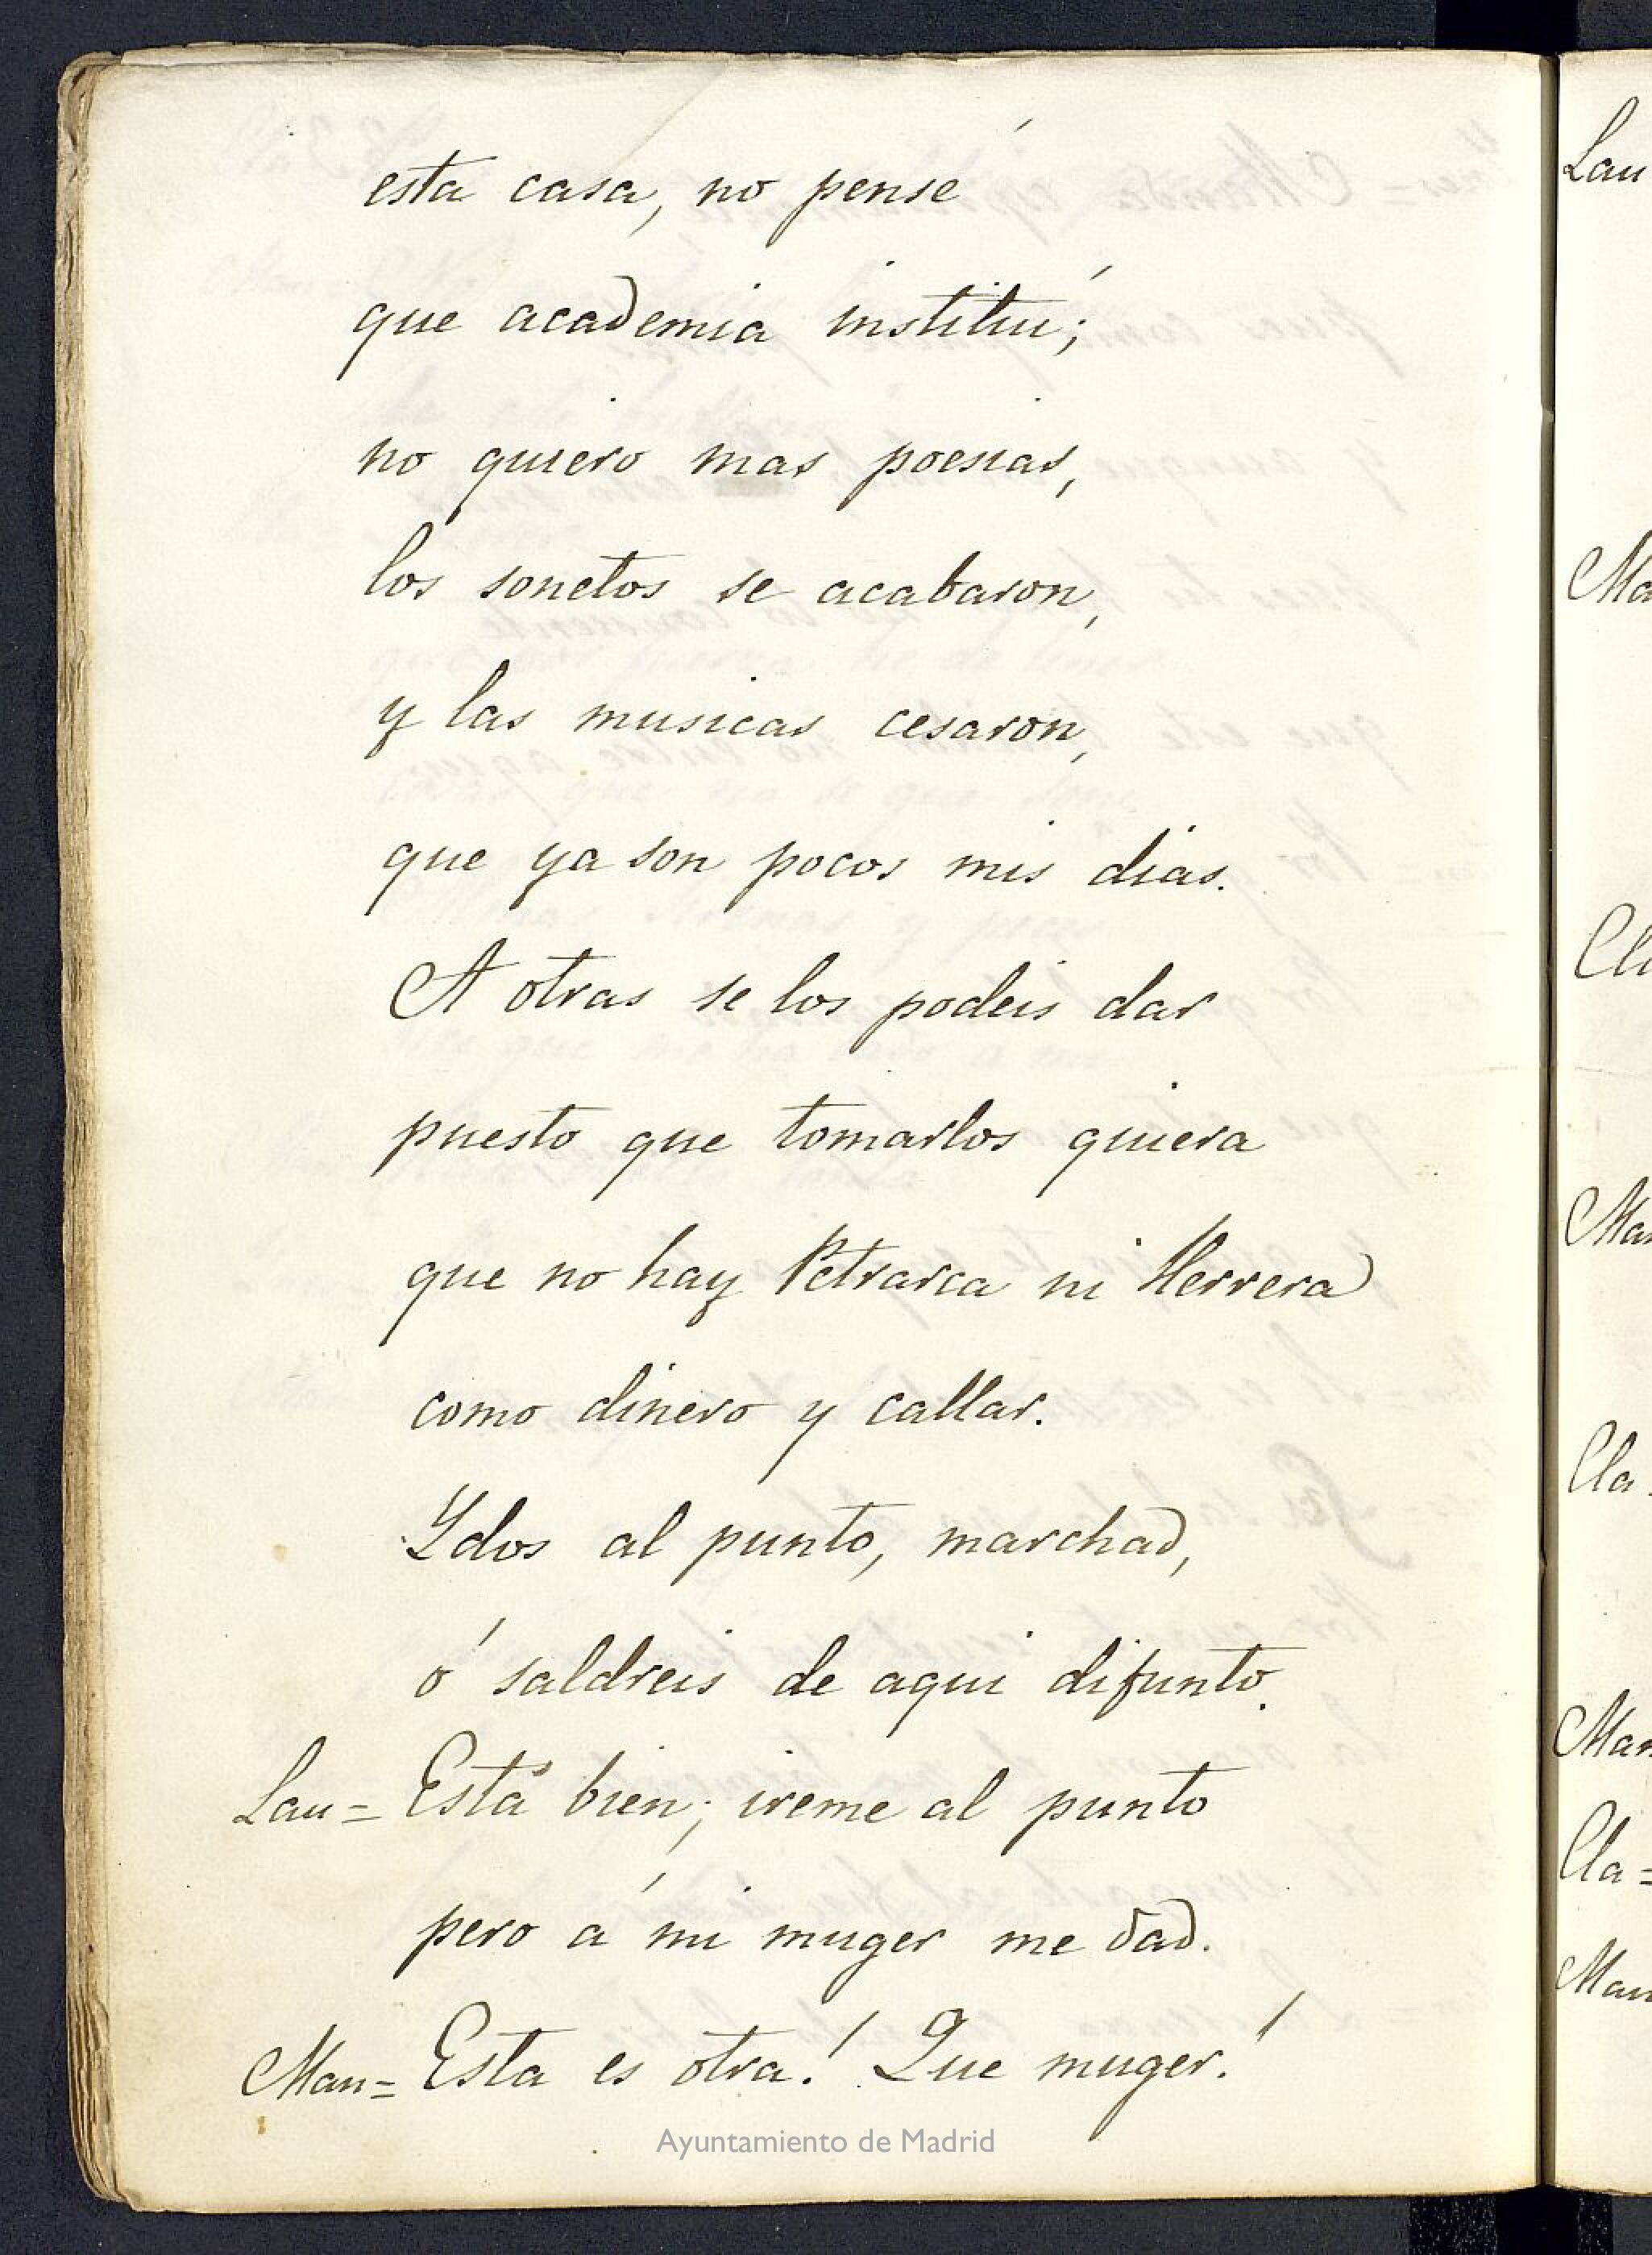 esta casa, no pensé
que academia instituí;
no quiero mas poesias,
los sonetos se acabaron,
y las musicas cesaron,
que ya son pocos mis dias.
A otras se los podeis dar
puesto que tomarlos quiera
que no hay Petrarca ni Herrera
como dinero y callar.
Ydos al punto, marchad,
ó saldreis de aqui difunto.
Lau= Está bien; ireme al punto
pero á mi muger me dad.
Man= Esta es otra! Que muger!
Ayuntamiento de Madrid
Lau
Ma
Cla
Man
Cla
Man
Cla=
Man